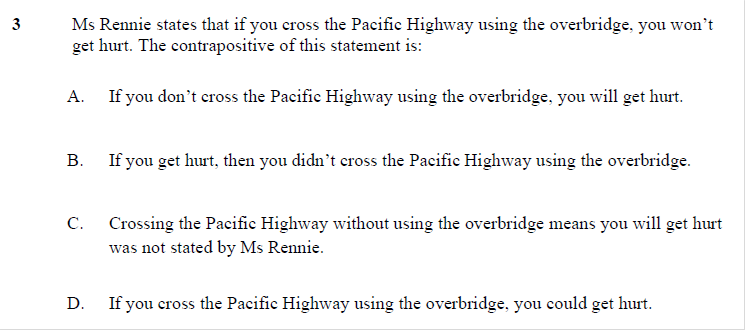 3 Ms Rennie states that if you cross the Pacific Highway using the overbridge, you won’t
get hurt. The contrapositive of this statement is:
A. If you don’t cross the Pacific Highway using the overbridge, you will get hurt.
B. If you get hurt, then you didn’t cross the Pacific Highway using the overbridge.
C. Crossing the Pacific Highway without using the overbridge means you will get hurt
was not stated by Ms Rennie.
D. If you cross the Pacific Highway using the overbridge, you could get hurt.